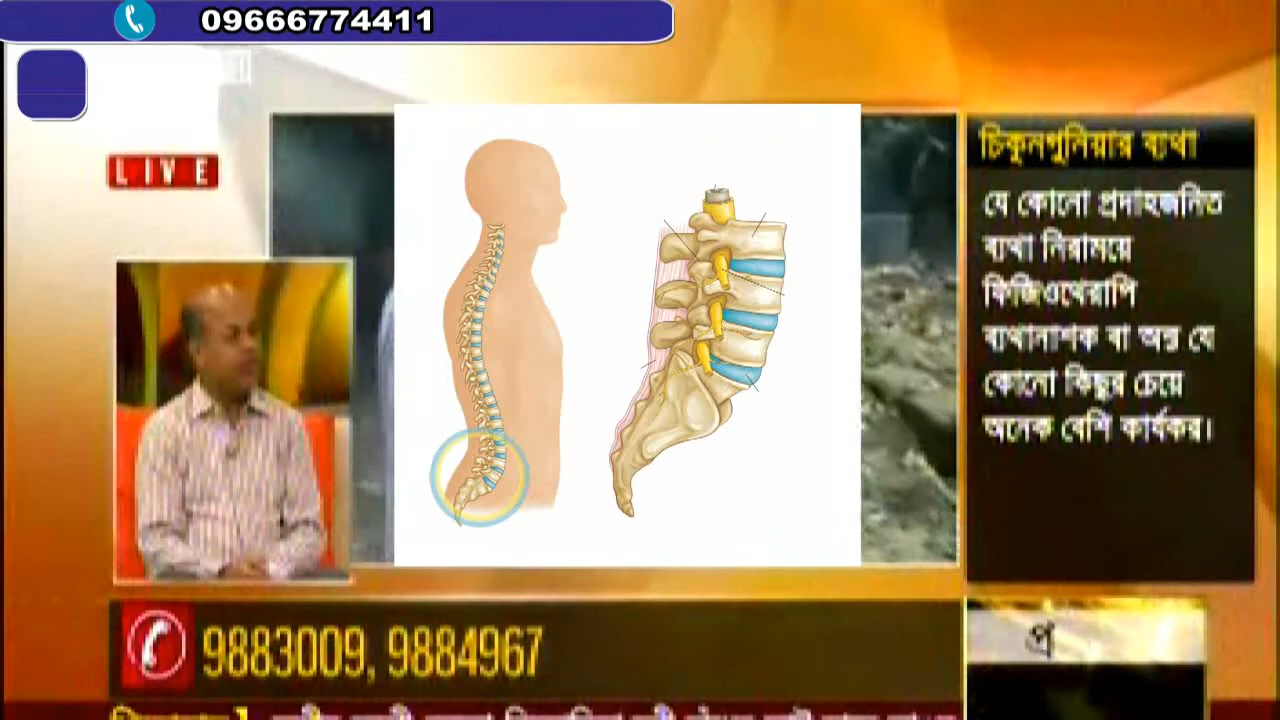 09666774411
LIVE
চিকুনগুনিয়ার ব্যথা
যে কোনো প্রদাহজনিত
ব্যথা নিরাময়ে
ফিজিওথেরাপি
ব্যথানাশক বা অন্য যে
কোনো কিছুর চেয়ে
অনেক বেশি কার্যকর।
9883009, 9884967
প্র